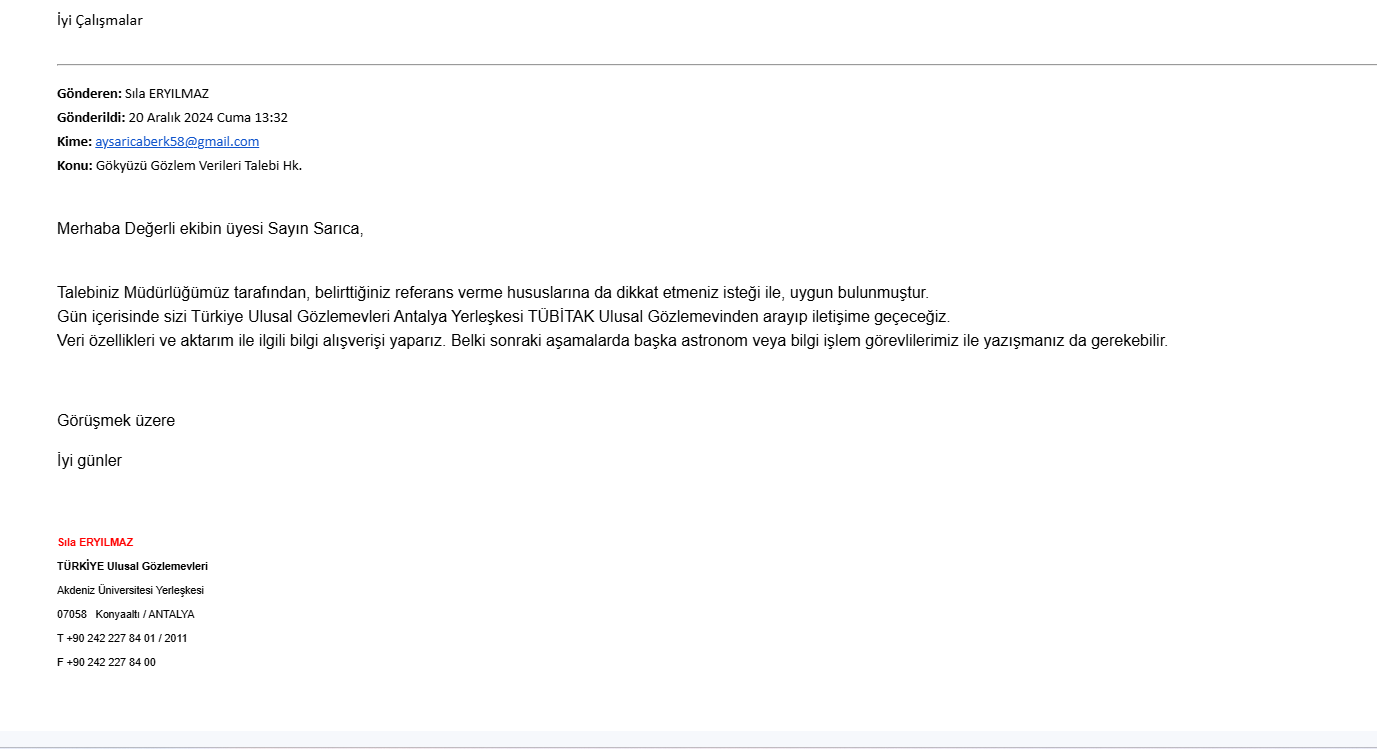 İyi Çalışmalar
Gönderen: Sıla ERYILMAZ
Gönderildi: 20 Aralık 2024 Cuma 13:32
Kime: aysaricaberk58@gmail.com
Konu: Gökyüzü Gözlem Verileri Talebi Hk.
Merhaba Değerli ekibin üyesi Sayın Sarıca,
Talebiniz Müdürlüğümüz tarafından, belirttiğiniz referans verme hususlarına da dikkat etmeniz isteği ile, uygun bulunmuştur.
Gün içerisinde sizi Türkiye Ulusal Gözlemevleri Antalya Yerleşkesi TÜBİTAK Ulusal Gözlemevinden arayıp iletişime geçeceğiz.
Veri özellikleri ve aktarım ile ilgili bilgi alışverişi yaparız. Belki sonraki aşamalarda başka astronom veya bilgi işlem görevlilerimiz ile yazışmanız da gerekebilir.
Görüşmek üzere
İyi günler
Sıla ERYILMAZ
TÜRKİYE Ulusal Gözlemevleri
Akdeniz Üniversitesi Yerleşkesi
07058 Konyaaltı / ANTALYA
T +90 242 227 84 01 / 2011
F +90 242 227 84 00